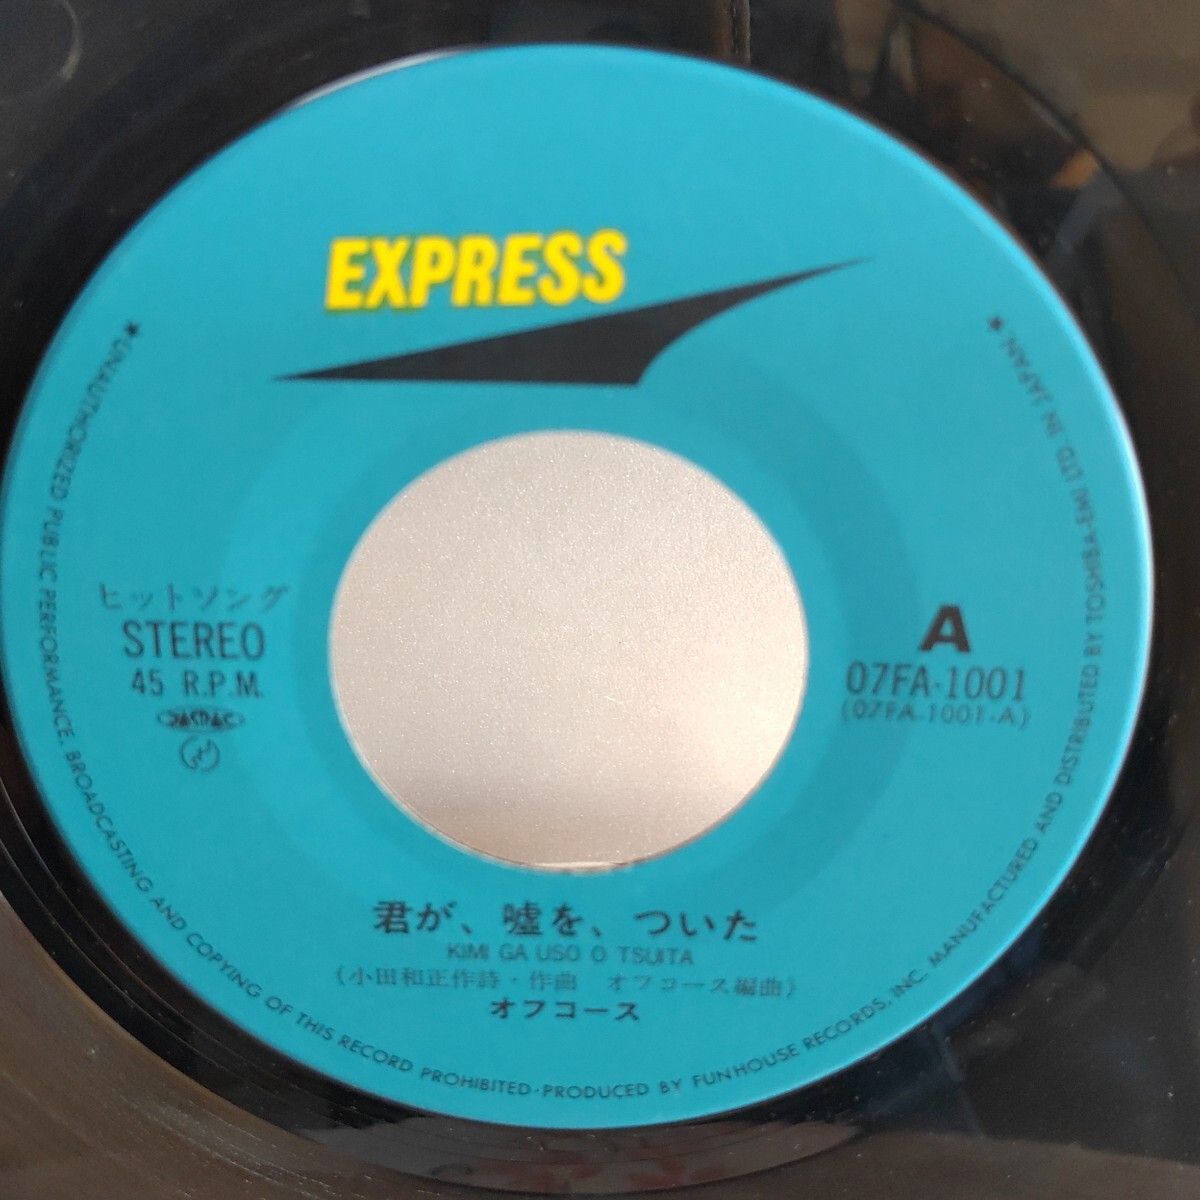 EXPRESS
ヒットソング
STEREO
45 R.P.M.
A
07FA-1001
(07FA-1001-A)
君が、嘘を、ついた
KIMI GA USO O TSUITA
(小田和正作詩・作曲　オフコース編曲)
オフコース
★UNAUTHORIZED PUBLIC PERFORMANCE, BROADCASTING AND COPYING OF THIS RECORD PROHIBITED·PRODUCED BY FUNHOUSE RECORDS, INC. MANUFACTURED AND DISTRIBUTED BY TOSHIBA-EMI LTD. IN JAPAN.★